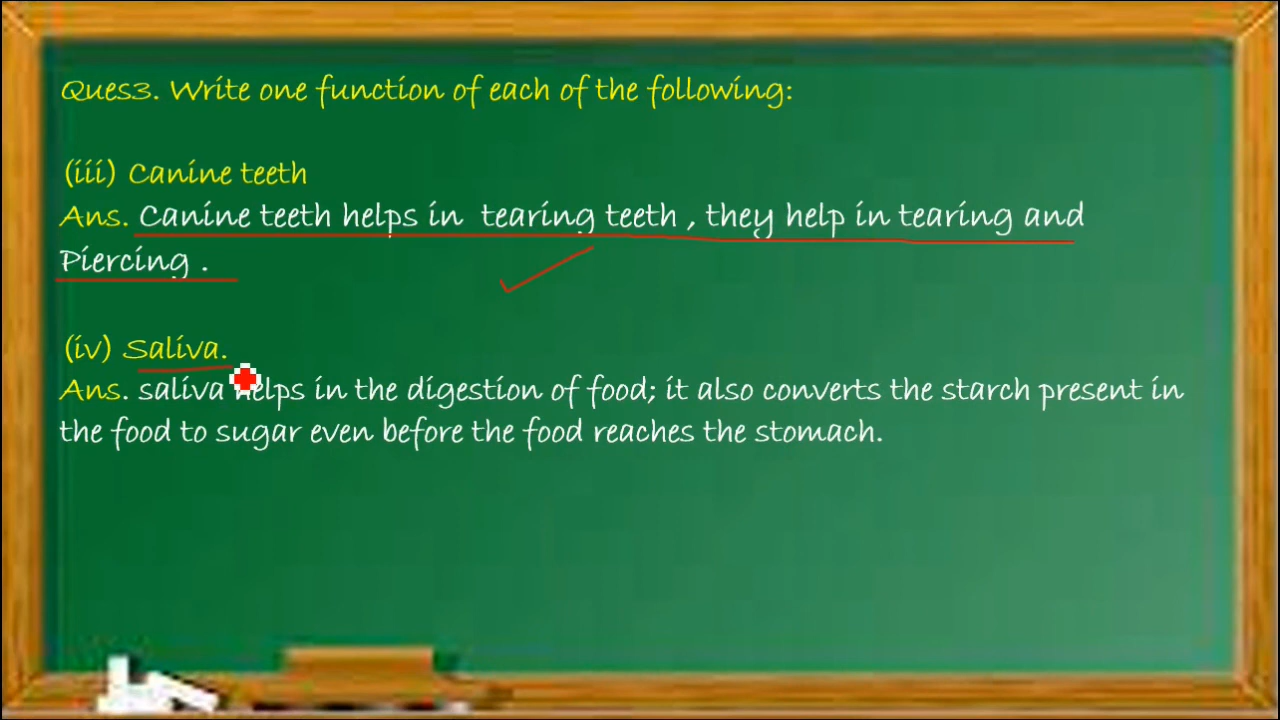 Ques3. Write one function of each of the following:
(iii) Canine teeth
Ans. Canine teeth helps in tearing teeth , they help in tearing and
Piercing .
(iv) Saliva.
Ans. saliva helps in the digestion of food; it also converts the starch present in
the food to sugar even before the food reaches the stomach.